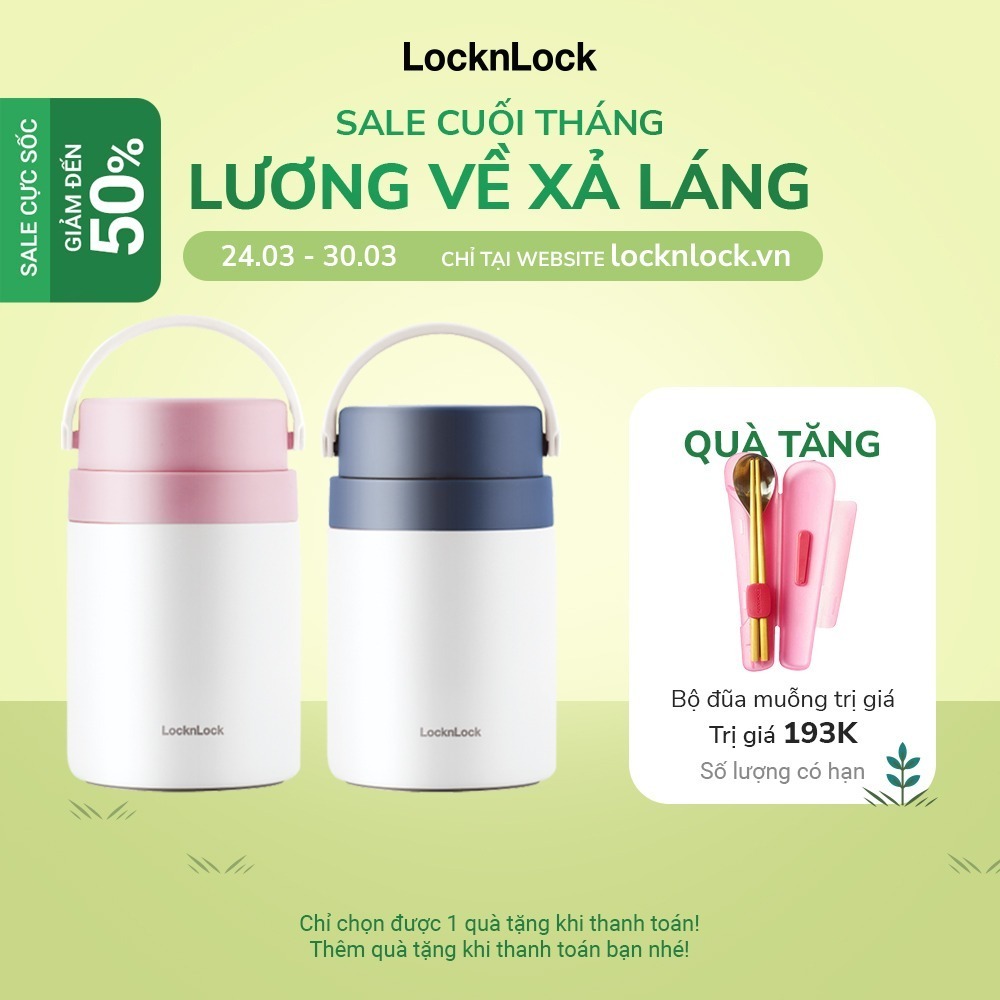 LocknLock
SALE CUỐI THÁNG
LƯƠNG VỀ XẢ LÁNG
24.03 - 30.03 CHỈ TẠI WEBSITE locknlock.vn
SALE CỰC SỐC
GIẢM ĐẾN
50%
QUÀ TẶNG
Bộ đũa muỗng trị giá
Trị giá 193K
Số lượng có hạn
LocknLock
LocknLock
Chỉ chọn được 1 quà tặng khi thanh toán!
Thêm quà tặng khi thanh toán bạn nhé!